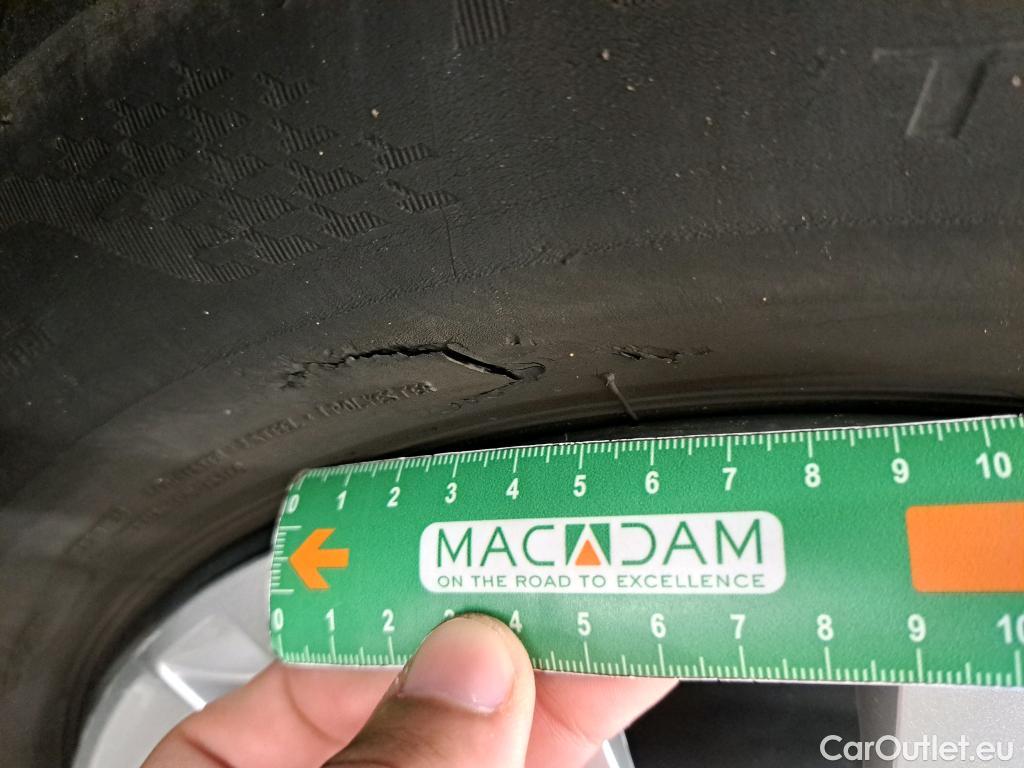 T
POLYESTER
0 1 2 3 4 5 6 7 8 9 10
MACADAM
ON THE ROAD TO EXCELLENCE
0 1 2 3 4 5 6 7 8 9 10
CarOutlet.eu